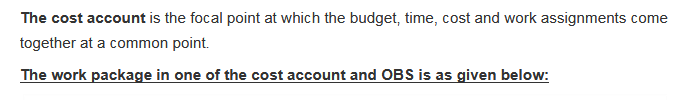 The cost account is the focal point at which the budget, time, cost and work assignments come
together at a common point.
The work package in one of the cost account and OBS is as given below: